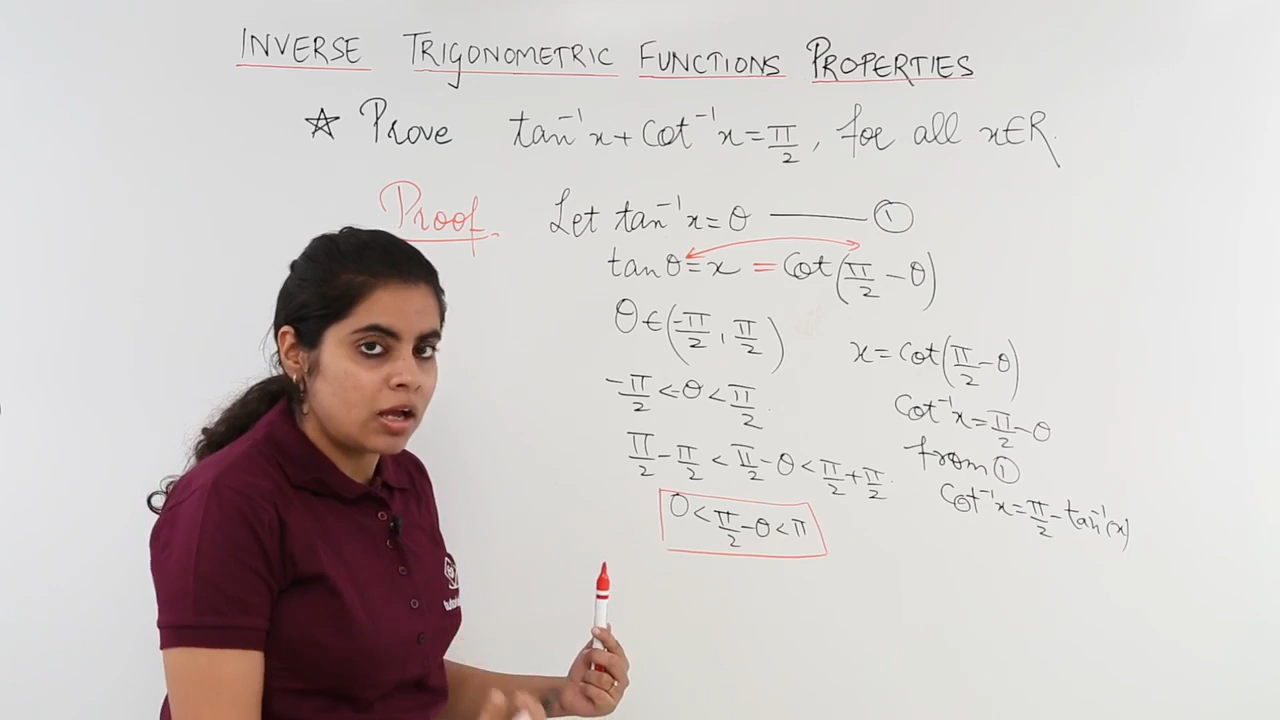 INVERSE TRIGONOMETRIC FUNCTIONS PROPERTIES
☆ Prove tan⁻¹x + cot⁻¹x = π/2, for all x∈R.
Proof Let tan⁻¹x = θ ——— ①
tanθ = x = cot(π/2 − θ)
θ ∈ (−π/2, π/2)
−π/2 < θ < π/2.
π/2 − π/2 < π/2 − θ < π/2 + π/2.
0 < π/2 − θ < π
x = cot(π/2 − θ)
cot⁻¹x = π/2 − θ
from ①
cot⁻¹x = π/2 − tan⁻¹(x)